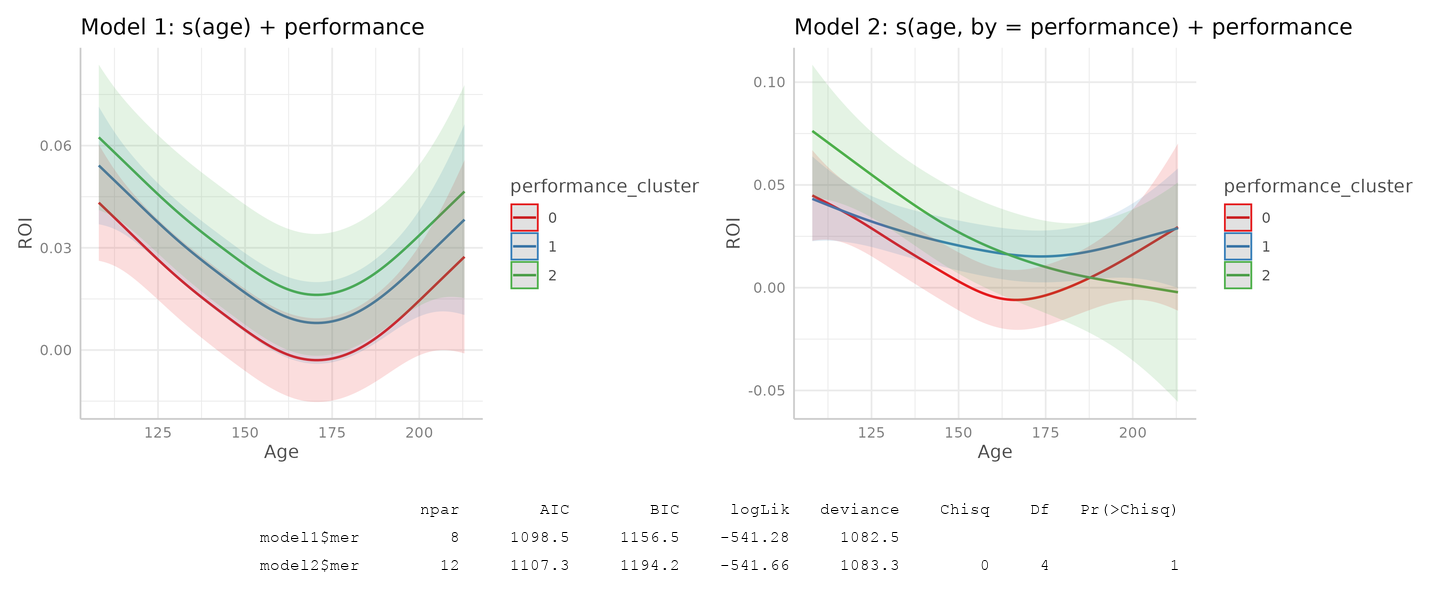 Model 1: s(age) + performance
ROI
0.06
0.03
0.00
125 150 175 200
Age
performance_cluster
0
1
2
Model 2: s(age, by = performance) + performance
ROI
0.10
0.05
0.00
-0.05
125 150 175 200
Age
performance_cluster
0
1
2
npar AIC BIC logLik deviance Chisq Df Pr(>Chisq)
model1$mer 8 1098.5 1156.5 -541.28 1082.5
model2$mer 12 1107.3 1194.2 -541.66 1083.3 0 4 1